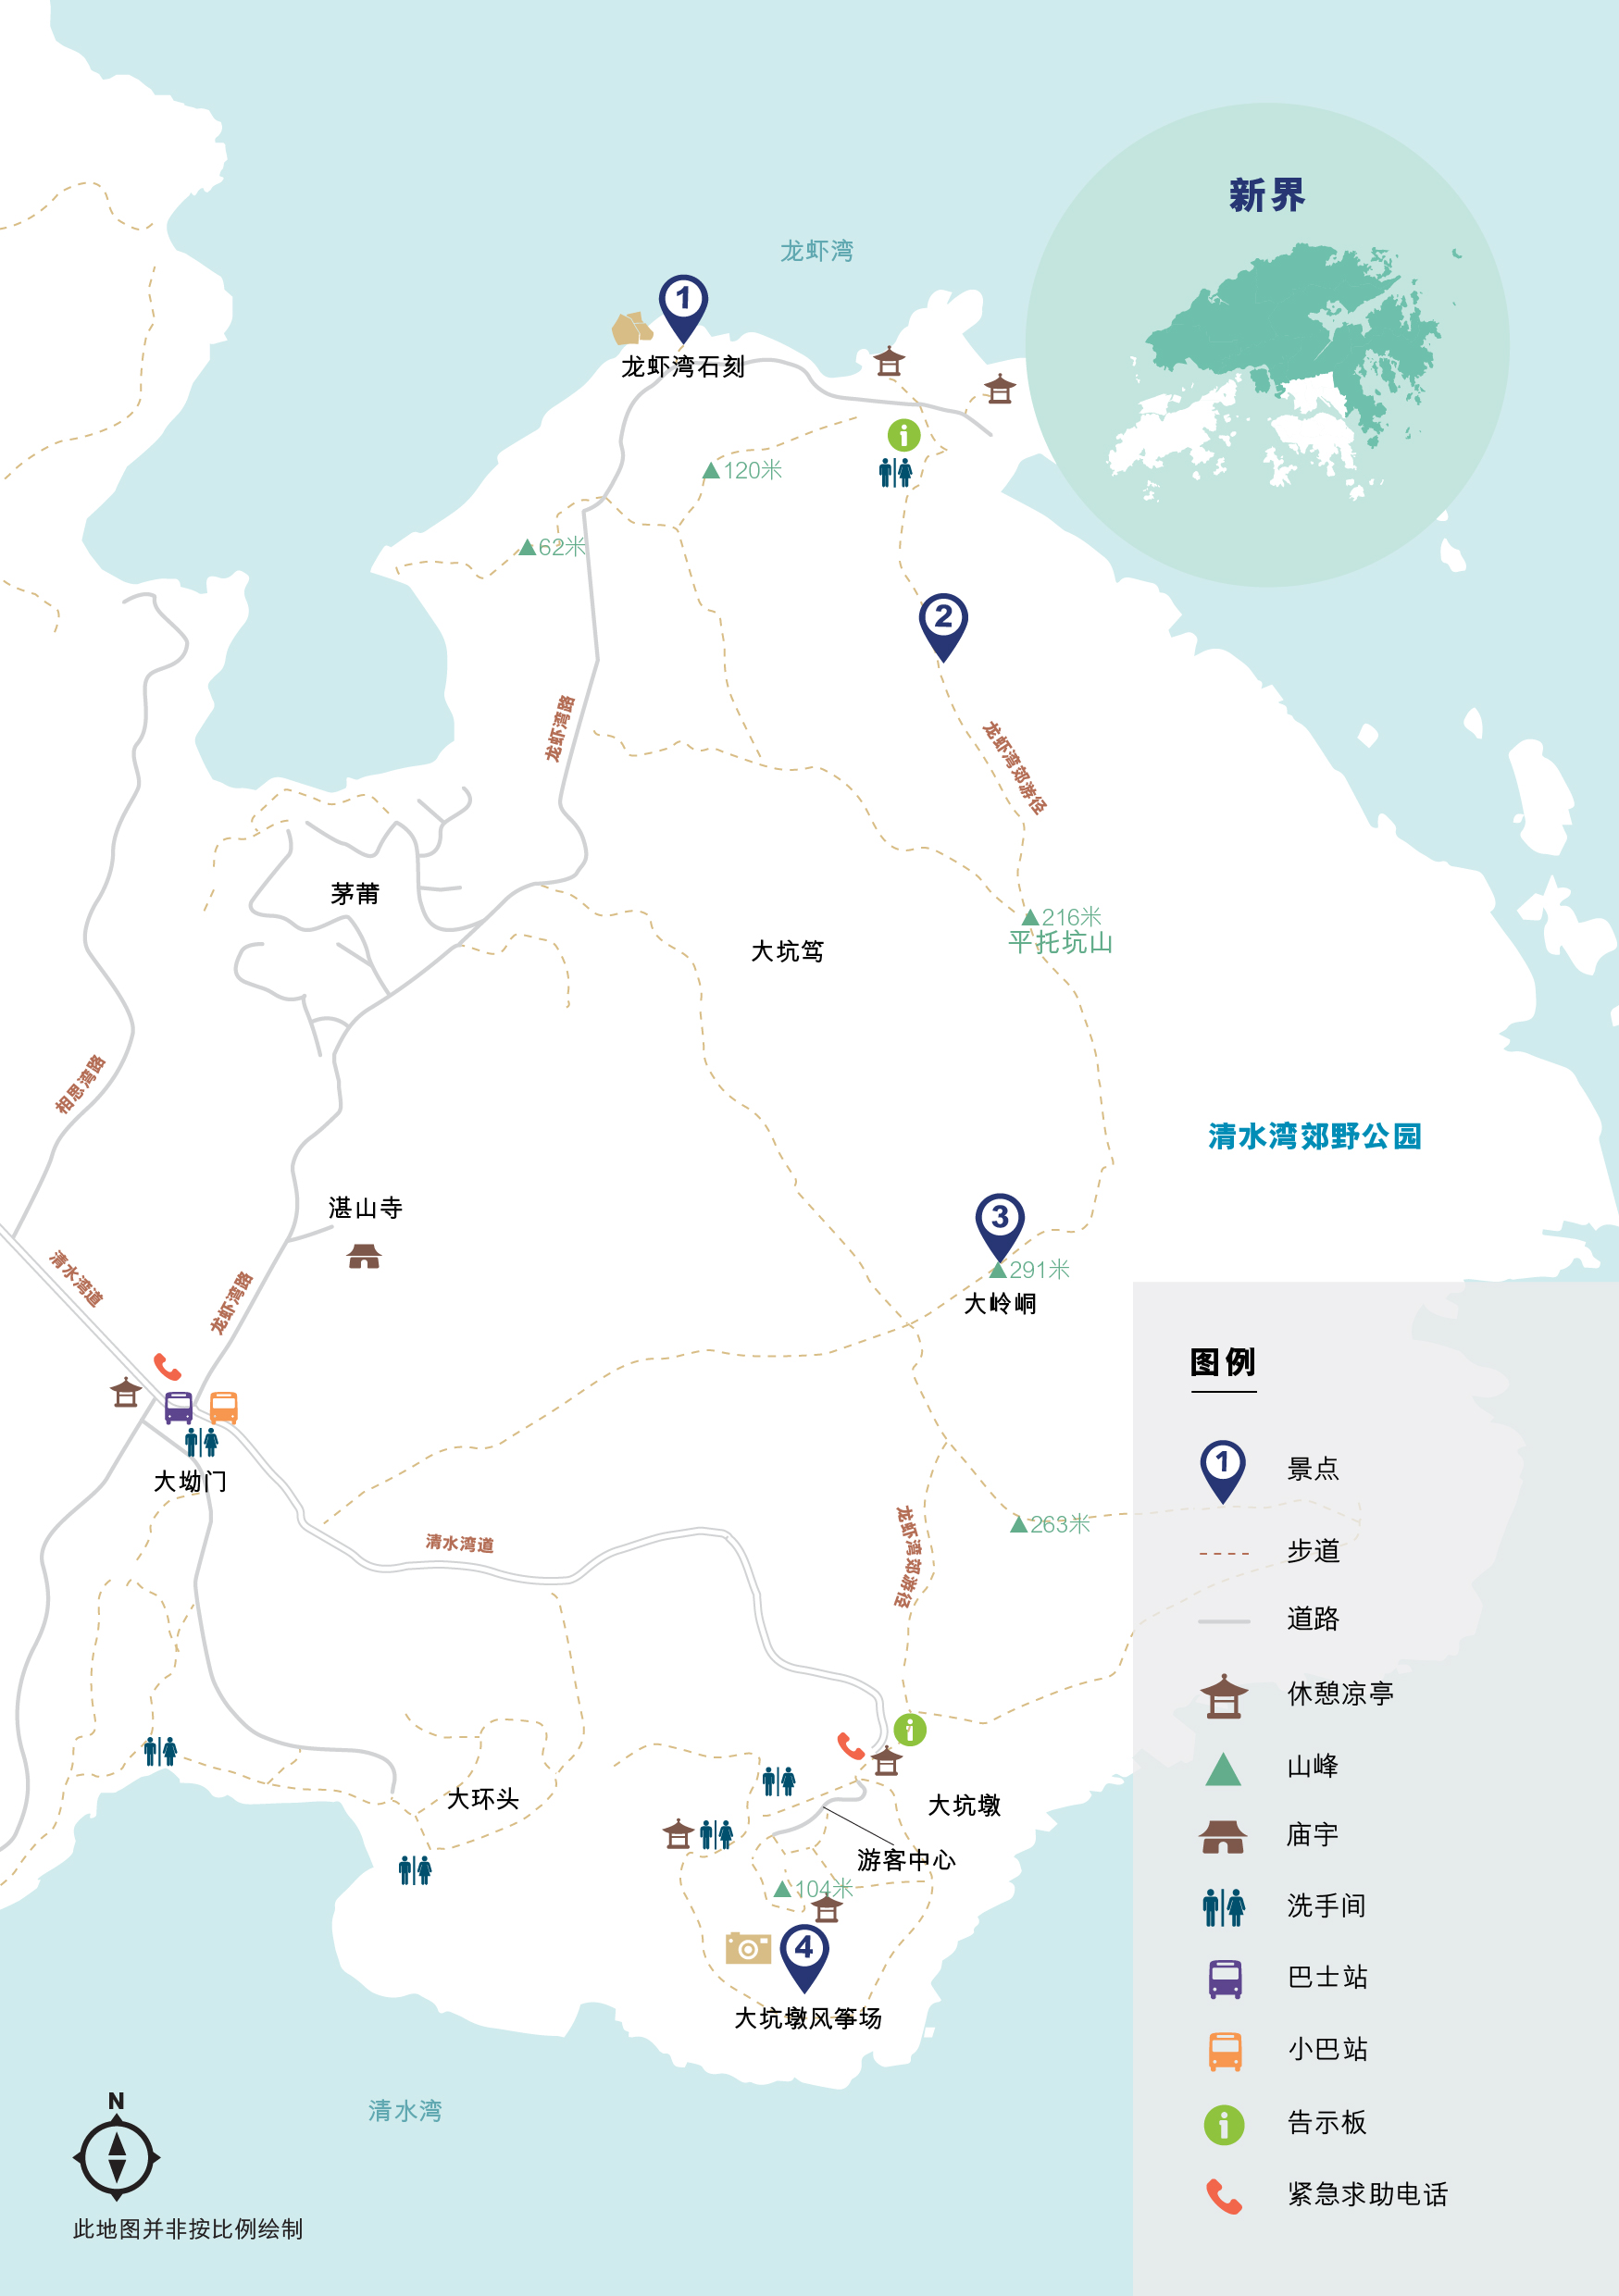 新界
龙虾湾
1
龙虾湾石刻
120米
62米
2
龙虾湾路
龙虾湾郊游径
茅莆
216米
平托坑山
大坑笃
相思湾路
清水湾郊野公园
湛山寺
3
291米
大岭峒
清水湾道
龙虾湾路
大坳门
清水湾道
龙虾湾郊游径
263米
大环头
大坑墩
游客中心
104米
4
大坑墩风筝场
清水湾
N
此地图并非按比例绘制
图例
1
景点
步道
道路
休憩凉亭
山峰
庙宇
洗手间
巴士站
小巴站
告示板
紧急求助电话